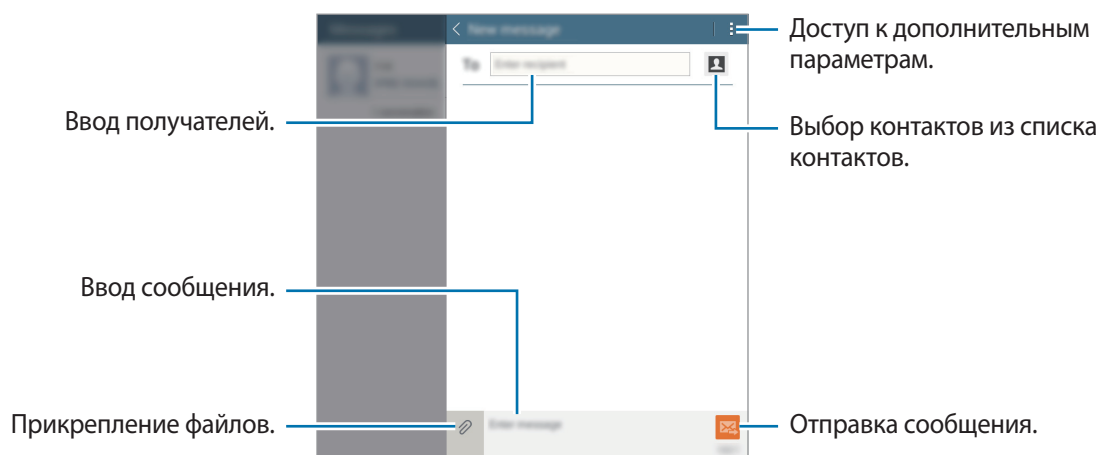 Messages
New message
Доступ к дополнительным
параметрам.
To
Enter recipient
Ввод получателей.
Выбор контактов из списка
контактов.
Ввод сообщения.
Прикрепление файлов.
Enter message
Отправка сообщения.